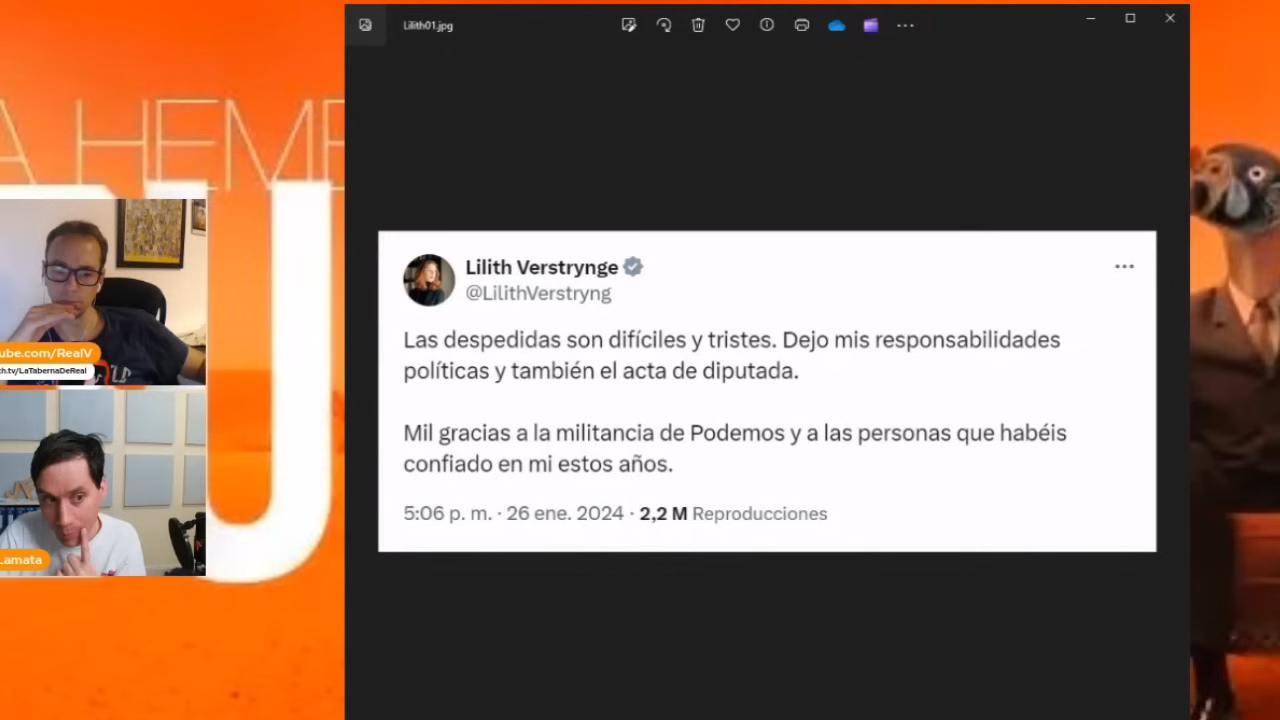 Lilith01.jpg
A HEME
U
Lilith Verstrynge
@LilithVerstryng
Las despedidas son difíciles y tristes. Dejo mis responsabilidades
políticas y también el acta de diputada.
Mil gracias a la militancia de Podemos y a las personas que habéis
confiado en mi estos años.
5:06 p. m. · 26 ene. 2024 · 2,2 M Reproducciones
ube.com/RealV
ch.tv/LaTabernaDeReal
Lamata